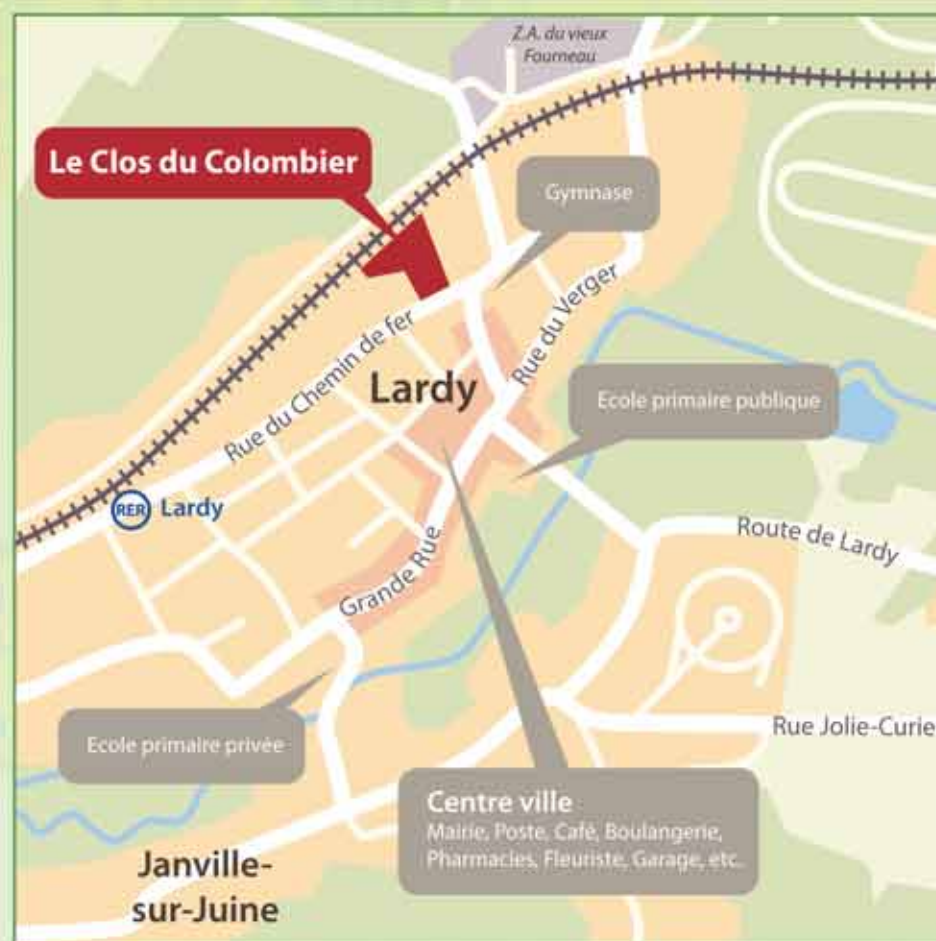 Z.A. du vieux
Fourneau
Le Clos du Colombier
Gymnase
Rue du Verger
Rue du Chemin de fer
Lardy
Ecole primaire publique
RER Lardy
Route de Lardy
Grande Rue
Rue Jolie-Curie
Ecole primaire privée
Centre ville
Mairie, Poste, Café, Boulangerie,
Pharmacies, Fleuriste, Garage, etc.
Janville-
sur-Juine